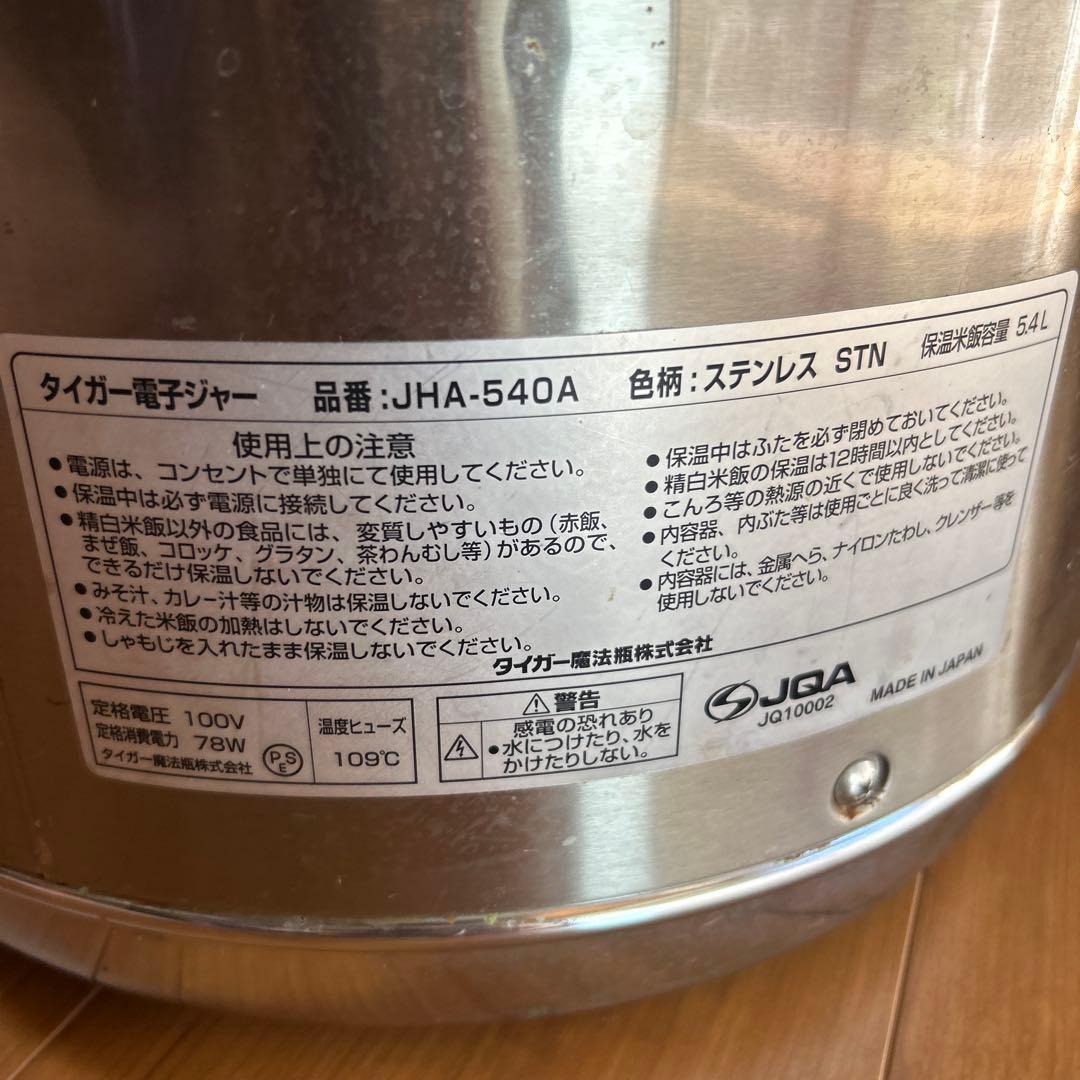 タイガー電子ジャー 品番:JHA-540A 色柄:ステンレス STN 保温米飯容量 5.4L
使用上の注意
●電源は、コンセントで単独にて使用してください。
●保温中は必ず電源に接続してください。
●精白米飯以外の食品には、変質しやすいもの(赤飯、
まぜ飯、コロッケ、グラタン、茶わんむし等)があるので、
できるだけ保温しないでください。
●みそ汁、カレー汁等の汁物は保温しないでください。
●冷えた米飯の加熱はしないでください。
●しゃもじを入れたまま保温しないでください。
●保温中はふたを必ず閉めておいてください。
●精白米飯の保温は12時間以内としてください。
●こんろ等の熱源の近くで使用しないでください。
●内容器、内ぶた等は使用ごとに良く洗って清潔に使って
ください。
●内容器には、金属へら、ナイロンたわし、クレンザー等を
使用しないでください。
タイガー魔法瓶株式会社
定格電圧 100V
定格消費電力 78W
タイガー魔法瓶株式会社
PSE
温度ヒューズ
109℃
警告
感電の恐れあり
●水につけたり、水を
かけたりしない。
JQA
JQ10002
MADE IN JAPAN